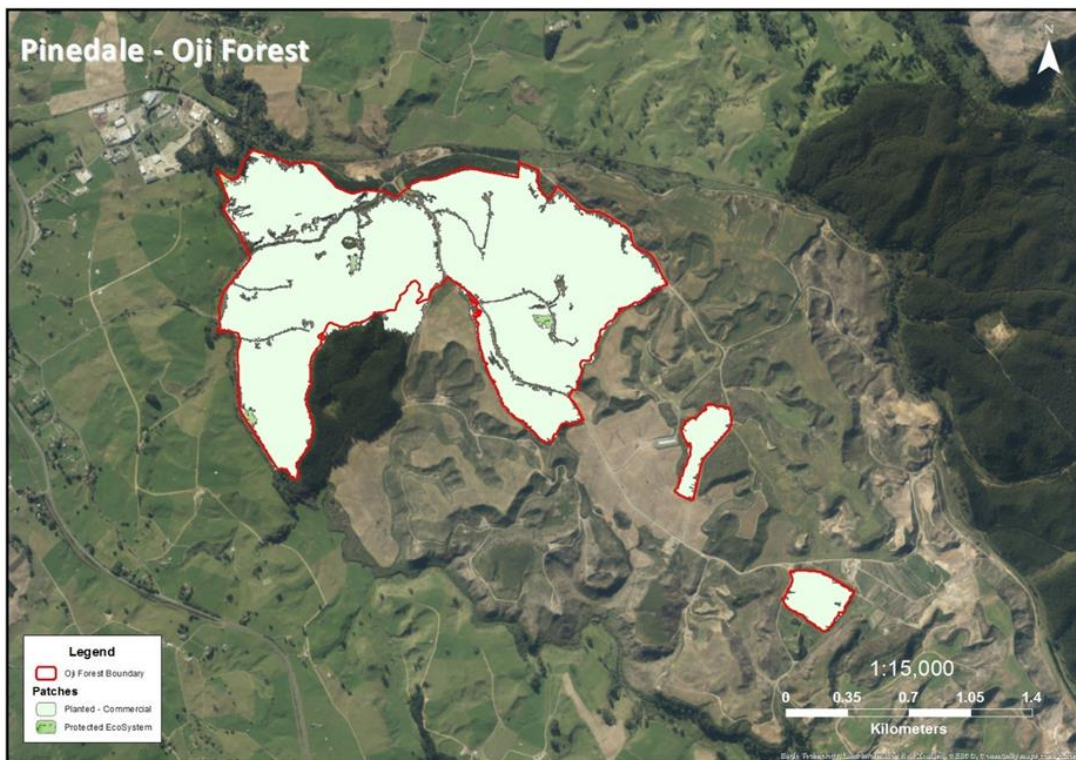 Pinedale - Oji Forest
N
Legend
Oji Forest Boundary
Patches
Planted - Commercial
Protected EcoSystem
1:15,000
0 0.35 0.7 1.05 1.4
Kilometers